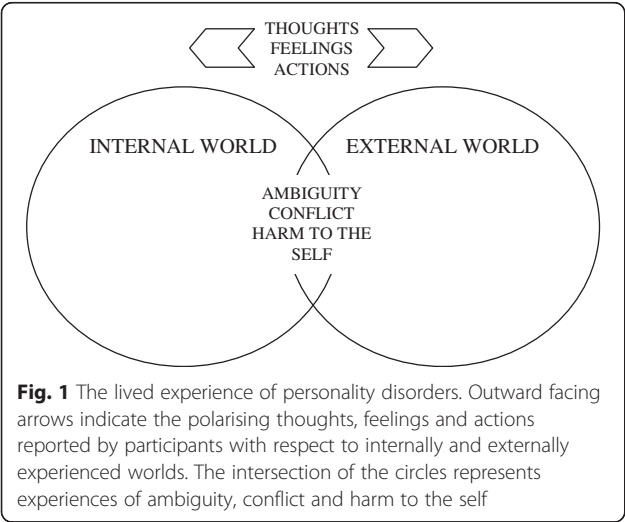 THOUGHTS
FEELINGS
ACTIONS
INTERNAL WORLD
EXTERNAL WORLD
AMBIGUITY
CONFLICT
HARM TO THE
SELF
Fig. 1 The lived experience of personality disorders. Outward facing
arrows indicate the polarising thoughts, feelings and actions
reported by participants with respect to internally and externally
experienced worlds. The intersection of the circles represents
experiences of ambiguity, conflict and harm to the self